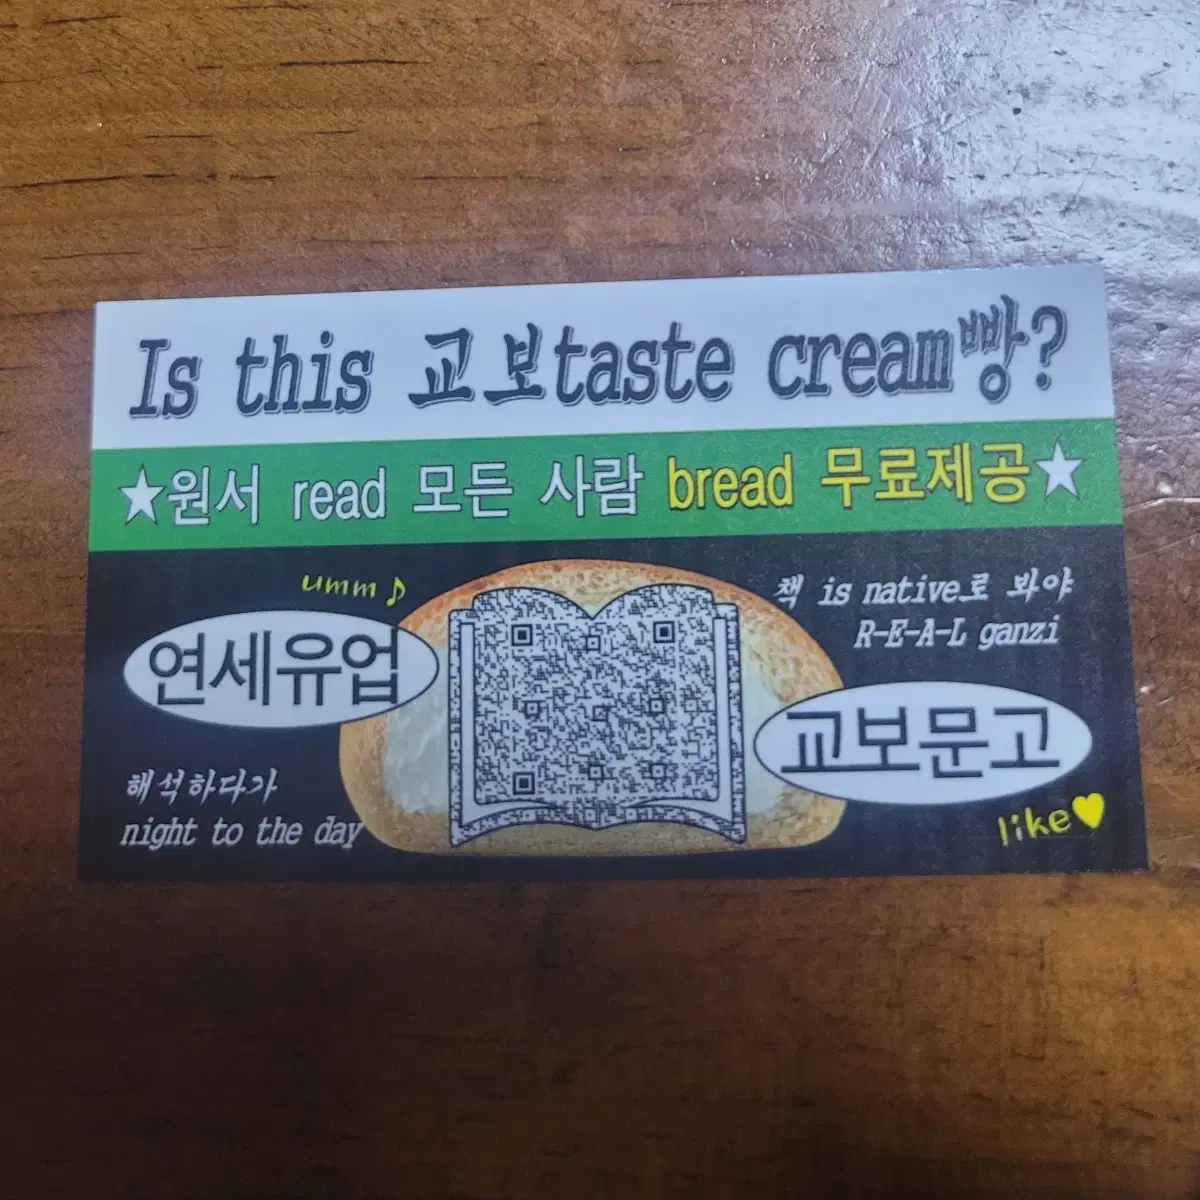 Is this 교보taste cream빵?
★원서 read 모든 사람 bread 무료제공★
umm♪
연세유업
해석하다가
night to the day
책 is native로 봐야
R-E-A-L ganzi
교보문고
like♥